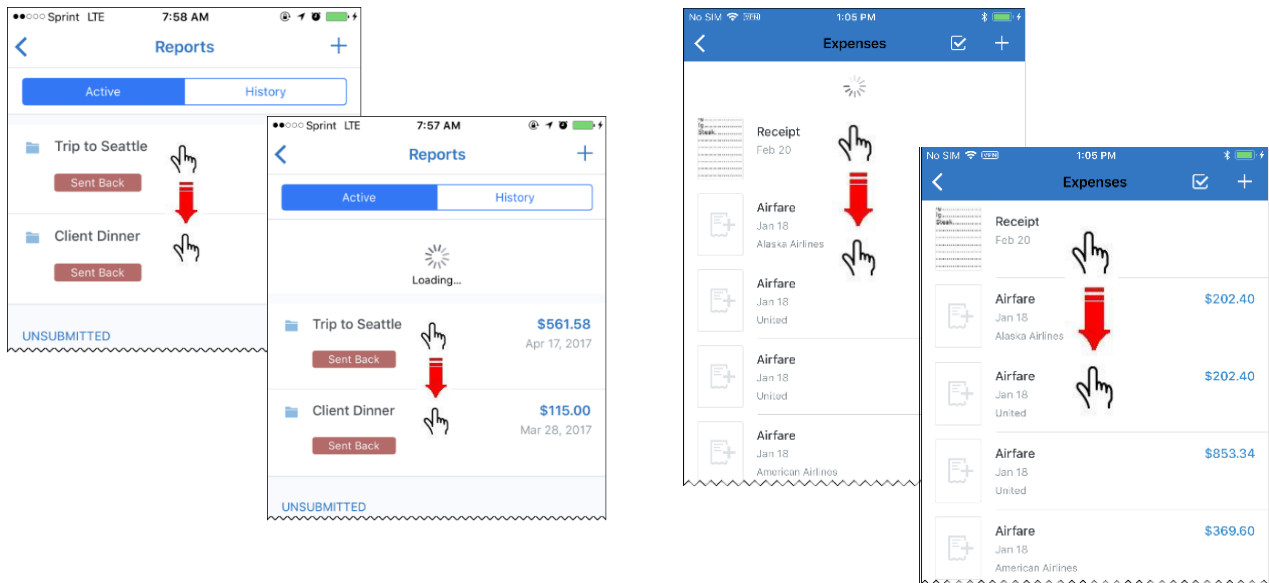 Sprint LTE 7:58 AM
Reports
Active History
Trip to Seattle
Sent Back
Client Dinner
Sent Back
UNSUBMITTED
Sprint LTE 7:57 AM
Reports
Active History
Loading...
Trip to Seattle $561.58
Sent Back Apr 17, 2017
Client Dinner $115.00
Sent Back Mar 28, 2017
UNSUBMITTED
No SIM VPN 1:05 PM
Expenses
Receipt
Feb 20
Airfare
Jan 18
Alaska Airlines
Airfare
Jan 18
United
Airfare
Jan 18
United
Airfare
Jan 18
American Airlines
No SIM VPN 1:05 PM
Expenses
Receipt
Feb 20
Airfare $202.40
Jan 18
Alaska Airlines
Airfare $202.40
Jan 18
United
Airfare $853.34
Jan 18
United
Airfare $369.60
Jan 18
American Airlines